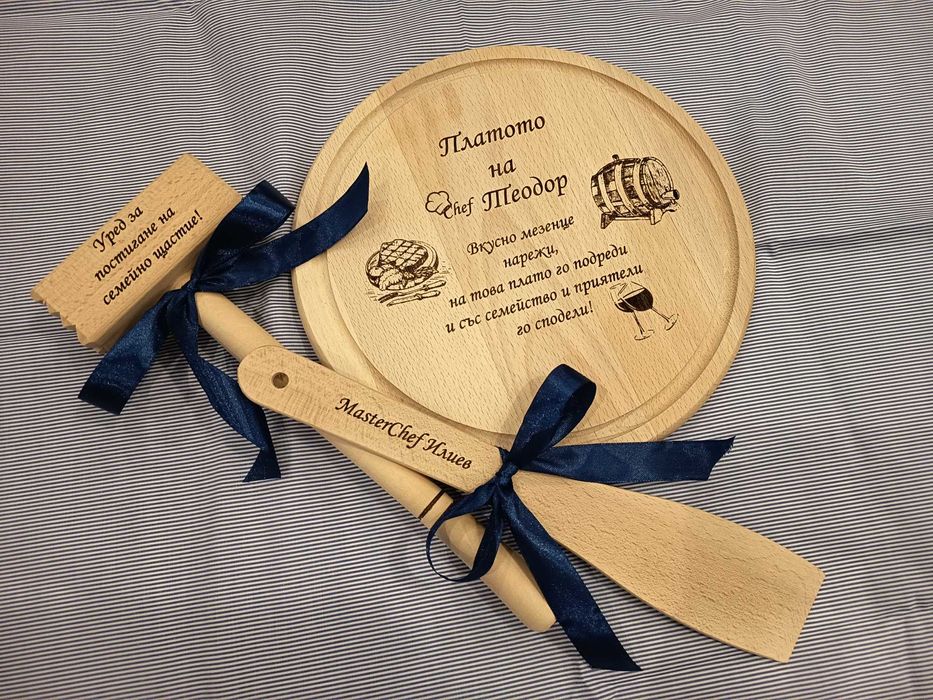 Платото
на
Chef Теодор
Вкусно мезенце
нарежи,
на това плато го подреди
и със семейство и приятели
го сподели!
Уред за
постигане на
семейно щастие!
MasterChef Илиев